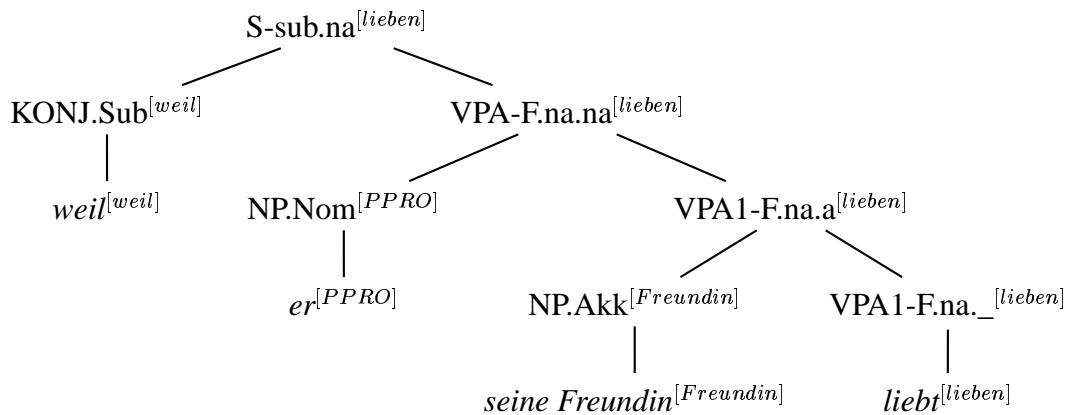 S-sub.na[lieben]
KONJ.Sub[weil] VPA-F.na.na[lieben]
weil[weil] NP.Nom[PPRO] VPA1-F.na.a[lieben]
er[PPRO] NP.Akk[Freundin] VPA1-F.na._[lieben]
seine Freundin[Freundin] liebt[lieben]